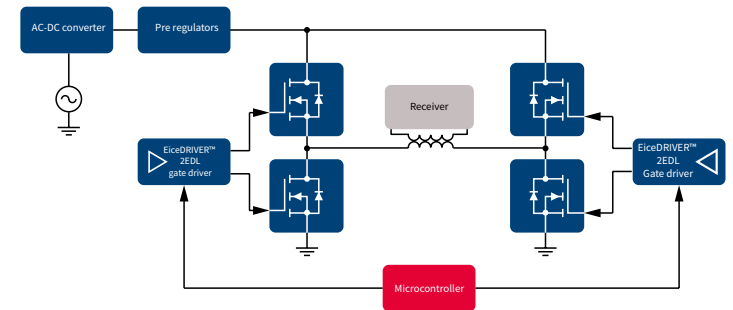 AC-DC converter
Pre regulators
Receiver
EiceDRIVER™
2EDL
gate driver
EiceDRIVER™
2EDL
Gate driver
Microcontroller